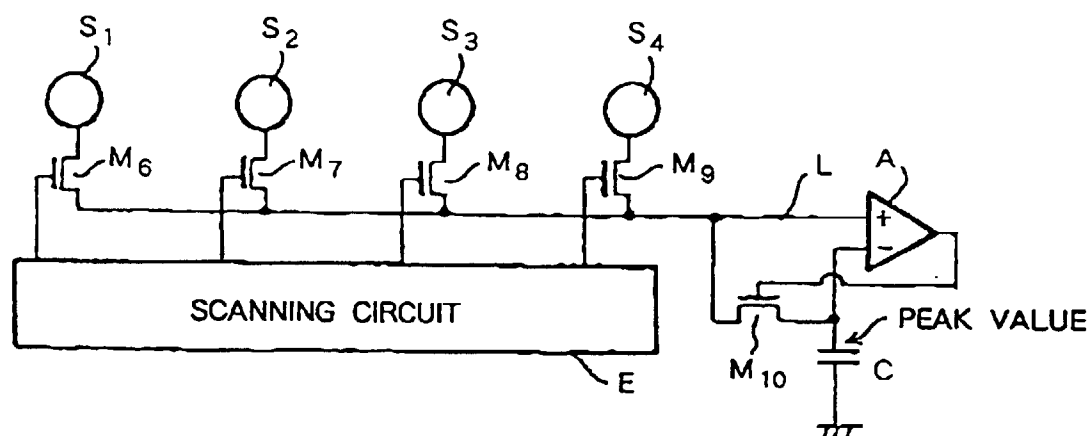 S1
S2
S3
S4
M6
M7
M8
M9
L
A
+
−
SCANNING CIRCUIT
PEAK VALUE
M10
C
E